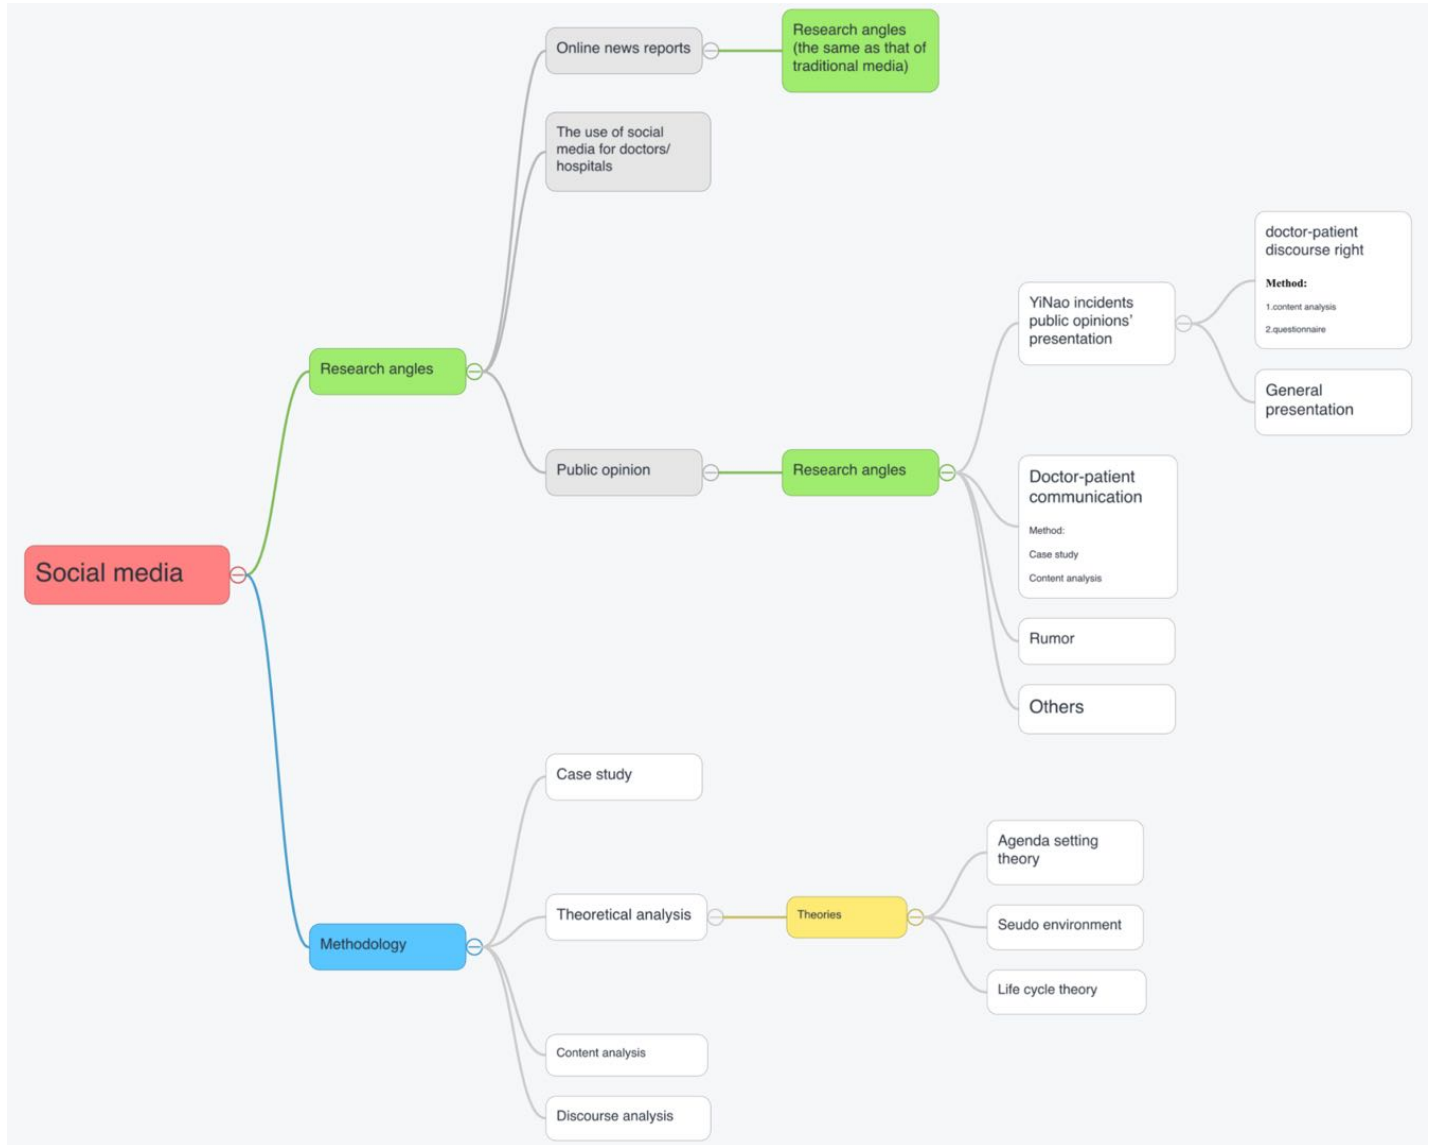 Online news reports
Research angles
(the same as that of
traditional media)
The use of social
media for doctors/
hospitals
doctor-patient
discourse right
Method:
1.content analysis
2.questionnaire
YiNao incidents
public opinions’
presentation
General
presentation
Research angles
Public opinion
Research angles
Doctor-patient
communication
Method:
Case study
Content analysis
Social media
Rumor
Others
Case study
Agenda setting
theory
Theoretical analysis
Theories
Seudo environment
Methodology
Life cycle theory
Content analysis
Discourse analysis